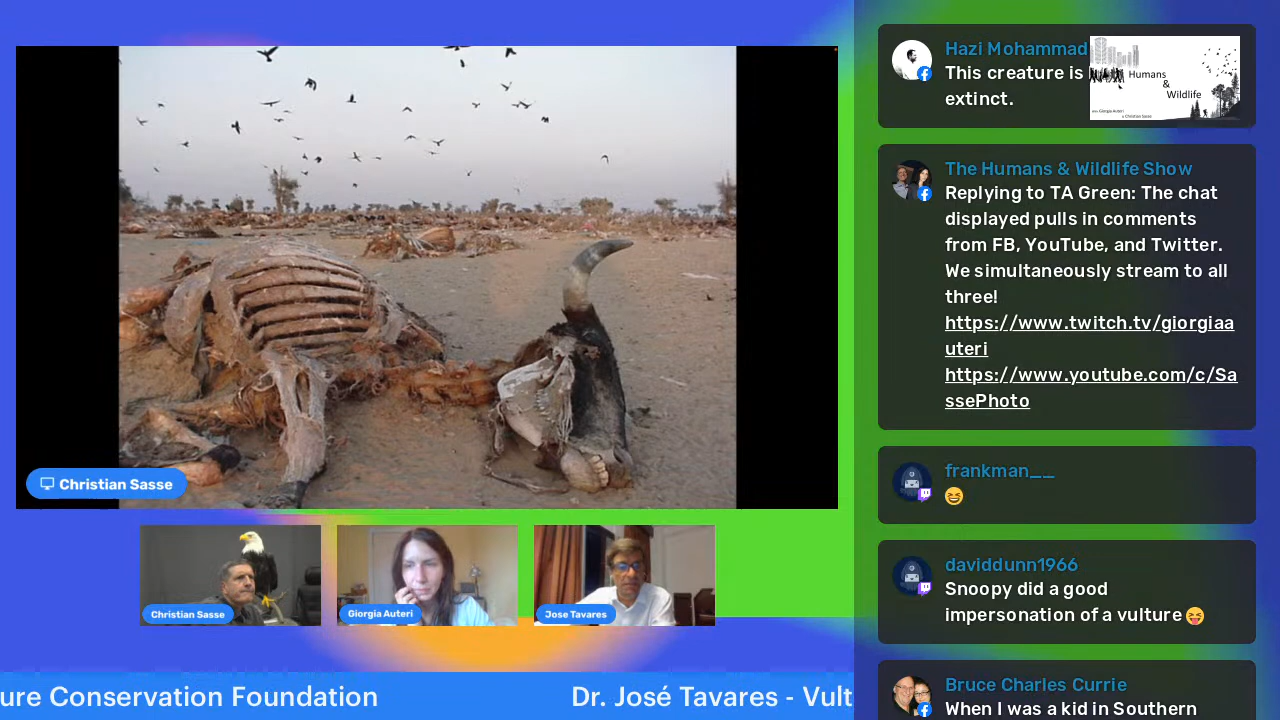 Christian Sasse
Christian Sasse
Giorgia Auteri
Jose Tavares
ure Conservation Foundation
Dr. José Tavares - Vult
Hazi Mohammad
This creature is
extinct.
Humans
&
Wildlife
Giorgia Auteri
& Christian Sasse
The Humans & Wildlife Show
Replying to TA Green: The chat
displayed pulls in comments
from FB, YouTube, and Twitter.
We simultaneously stream to all
three!
https://www.twitch.tv/giorgiaa
uteri
https://www.youtube.com/c/Sa
ssePhoto
frankman__
daviddunn1966
Snoopy did a good
impersonation of a vulture
Bruce Charles Currie
When I was a kid in Southern